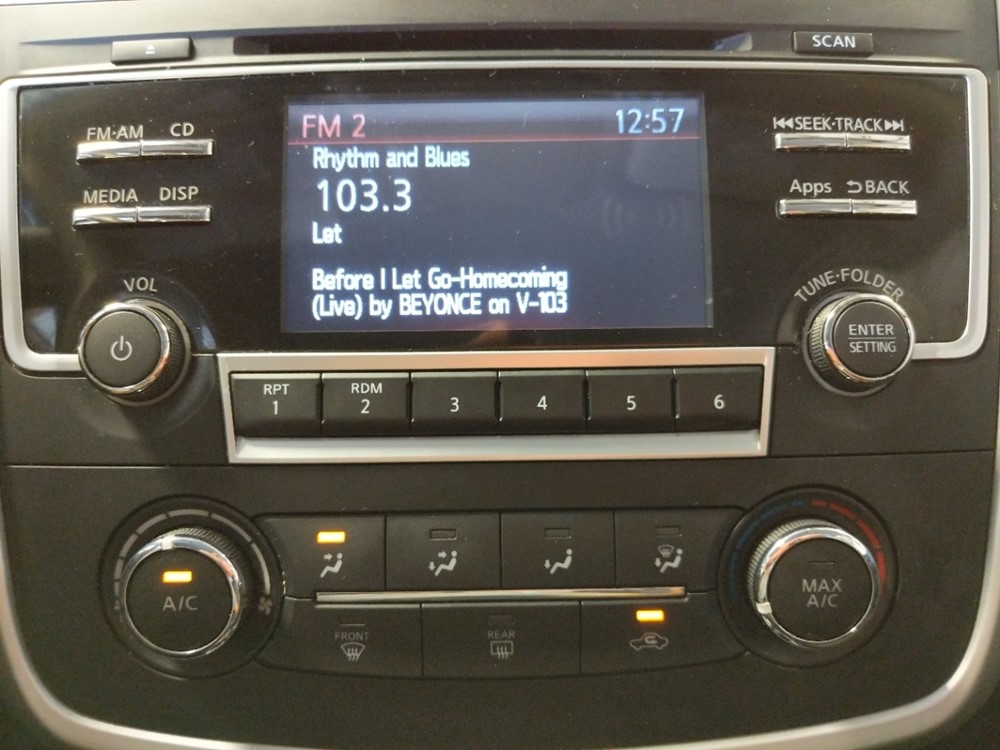 SCAN
FM·AM CD
MEDIA DISP
VOL
FM 2 12:57
Rhythm and Blues
103.3
Let
Before I Let Go-Homecoming
(Live) by BEYONCE on V-103
SEEK·TRACK
Apps BACK
TUNE·FOLDER
ENTER
SETTING
RPT RDM
1 2 3 4 5 6
A/C
FRONT REAR
MAX
A/C